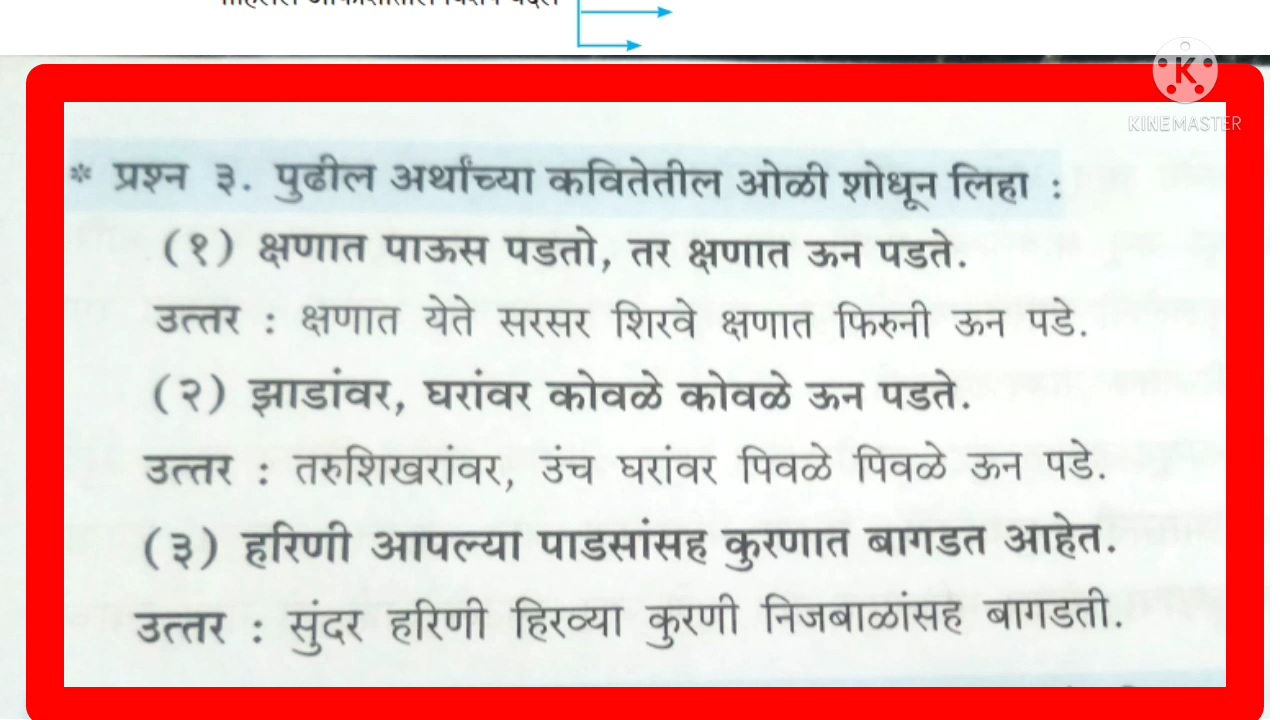 * प्रश्न ३. पुढील अर्थांच्या कवितेतील ओळी शोधून लिहा :
(१) क्षणात पाऊस पडतो, तर क्षणात ऊन पडते.
उत्तर : क्षणात येते सरसर शिरवे क्षणात फिरुनी ऊन पडे.
(२) झाडांवर, घरांवर कोवळे कोवळे ऊन पडते.
उत्तर : तरुशिखरांवर, उंच घरांवर पिवळे पिवळे ऊन पडे.
(३) हरिणी आपल्या पाडसांसह कुरणात बागडत आहेत.
उत्तर : सुंदर हरिणी हिरव्या कुरणी निजबाळांसह बागडती.
K
KINEMASTER